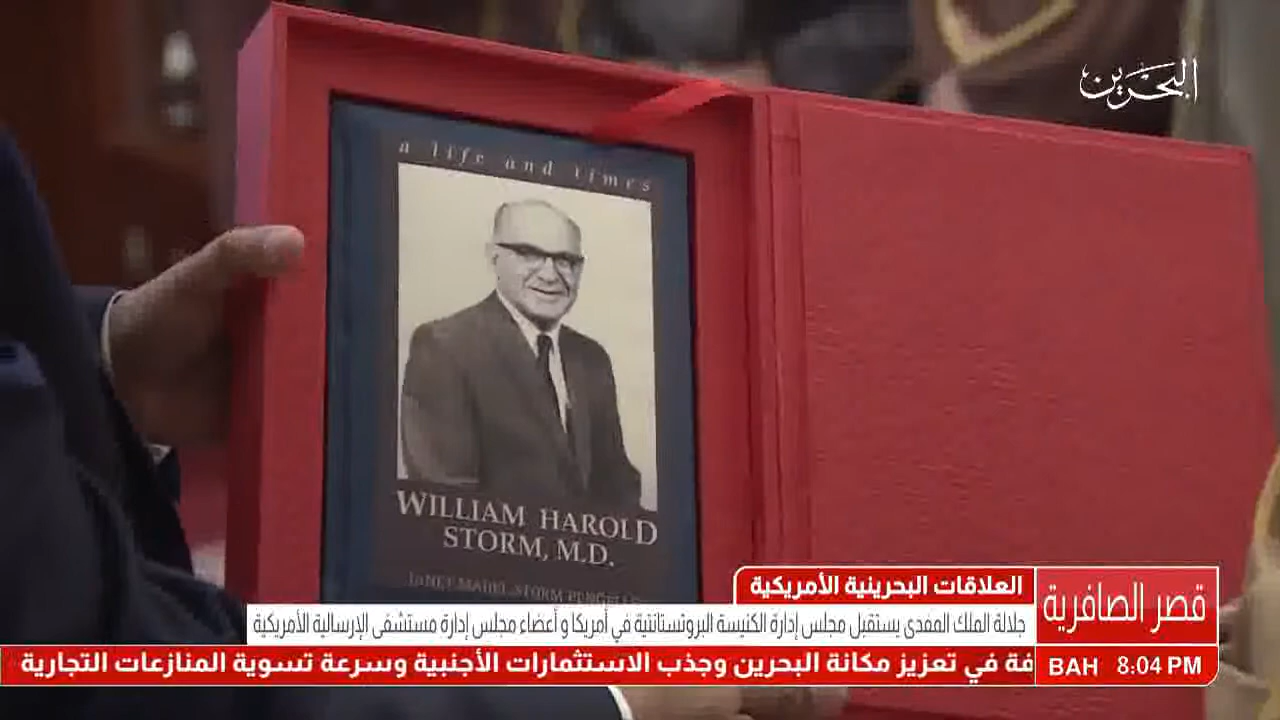 البحرين
a life and times
WILLIAM HAROLD
STORM, M.D.
العلاقات البحرينية الأمريكية
قصر الصافرية
جلالة الملك المفدى يستقبل مجلس إدارة الكنيسة البروتستانتية في أمريكا و أعضاء مجلس إدارة مستشفى الإرسالية الأمريكية
فة في تعزيز مكانة البحرين وجذب الاستثمارات الأجنبية وسرعة تسوية المنازعات التجارية
BAH 8:04 PM